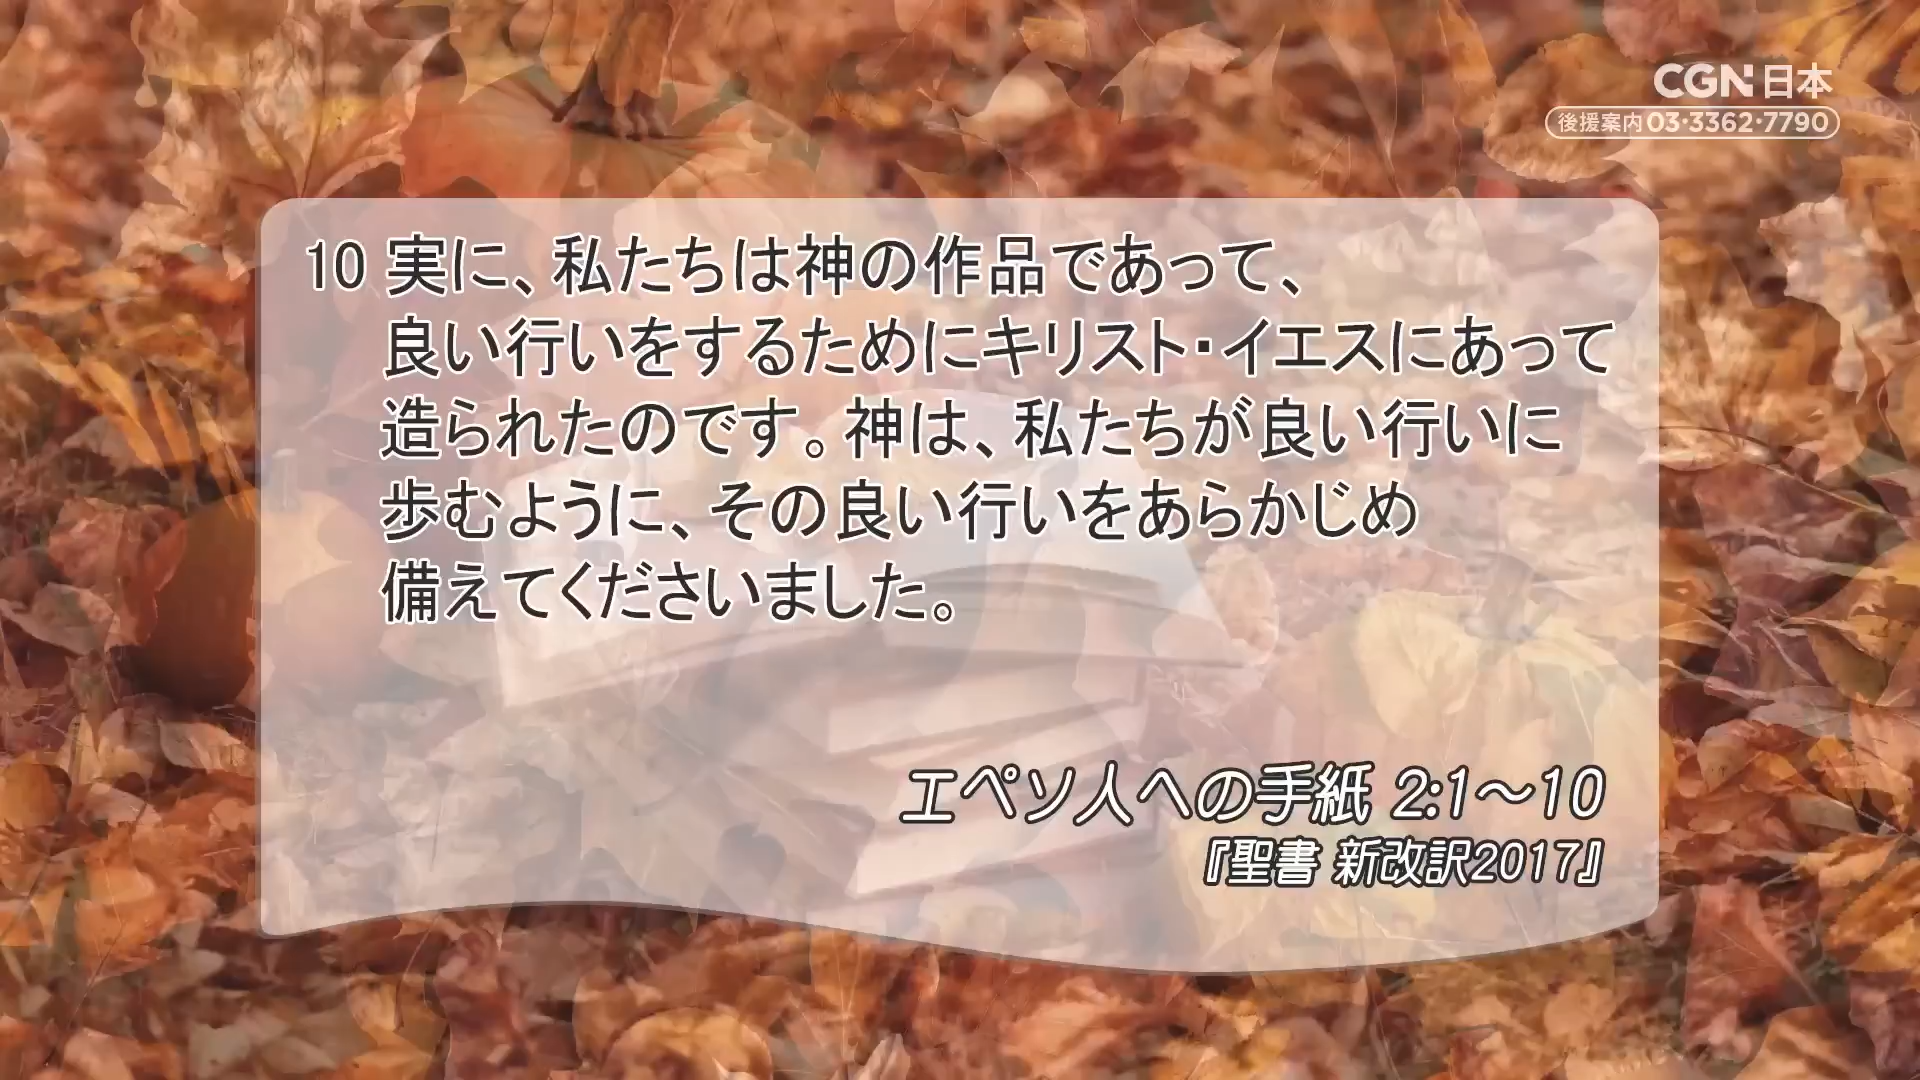 CGN日本
後援案内03·3362·7790
10 実に、私たちは神の作品であって、
良い行いをするためにキリスト・イエスにあって
造られたのです。神は、私たちが良い行いに
歩むように、その良い行いをあらかじめ
備えてくださいました。
エペソ人への手紙 2:1〜10
『聖書 新改訳2017』